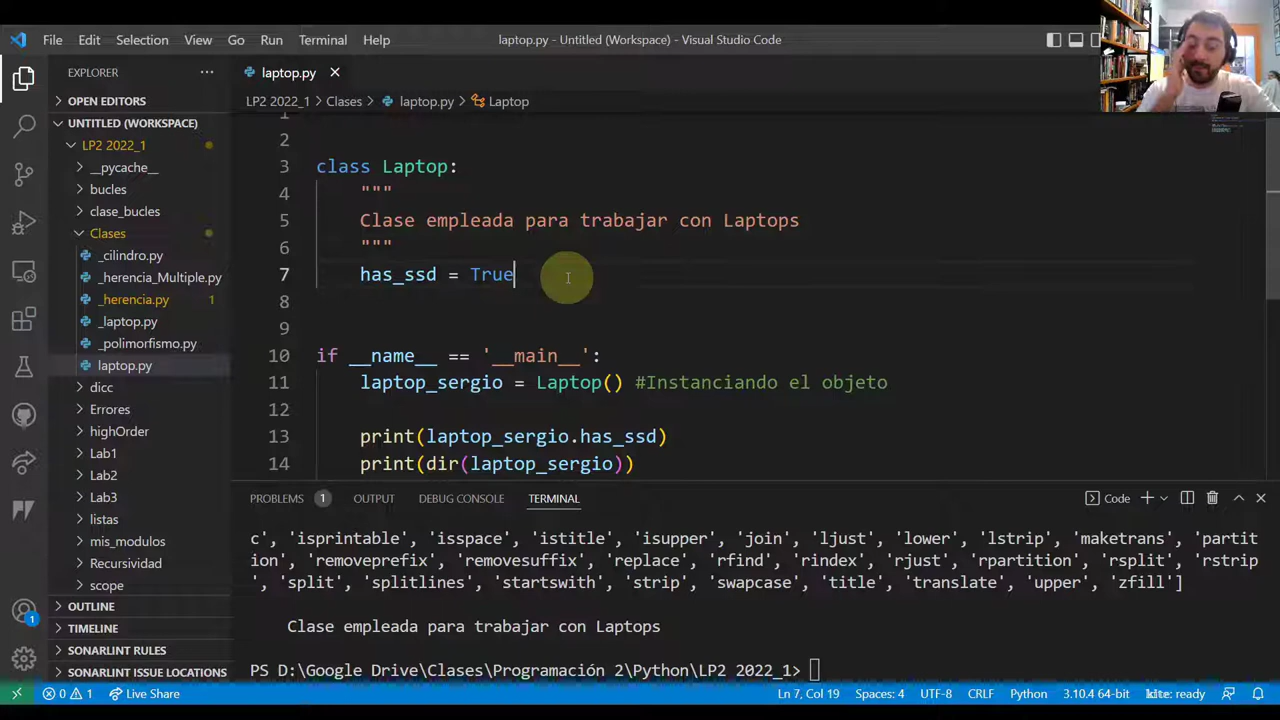 File Edit Selection View Go Run Terminal Help laptop.py - Untitled (Workspace) - Visual Studio Code
EXPLORER ···
laptop.py
OPEN EDITORS
LP2 2022_1 > Clases > laptop.py > Laptop
UNTITLED (WORKSPACE)
LP2 2022_1
__pycache__
bucles
clase_bucles
Clases
_cilindro.py
_herencia_Multiple.py
_herencia.py 1
_laptop.py
_polimorfismo.py
laptop.py
dicc
Errores
highOrder
Lab1
Lab2
Lab3
listas
mis_modulos
Recursividad
scope
OUTLINE
TIMELINE
SONARLINT RULES
SONARLINT ISSUE LOCATIONS
1
2
3 class Laptop:
4 """
5 Clase empleada para trabajar con Laptops
6 """
7 has_ssd = True
8
9
10 if __name__ == '__main__':
11 laptop_sergio = Laptop() #Instanciando el objeto
12
13 print(laptop_sergio.has_ssd)
14 print(dir(laptop_sergio))
PROBLEMS 1 OUTPUT DEBUG CONSOLE TERMINAL Code
c', 'isprintable', 'isspace', 'istitle', 'isupper', 'join', 'ljust', 'lower', 'lstrip', 'maketrans', 'partit
ion', 'removeprefix', 'removesuffix', 'replace', 'rfind', 'rindex', 'rjust', 'rpartition', 'rsplit', 'rstrip
', 'split', 'splitlines', 'startswith', 'strip', 'swapcase', 'title', 'translate', 'upper', 'zfill']
Clase empleada para trabajar con Laptops
PS D:\Google Drive\Clases\Programación 2\Python\LP2 2022_1>
1
0 1 Live Share Ln 7, Col 19 Spaces: 4 UTF-8 CRLF Python 3.10.4 64-bit kite: ready